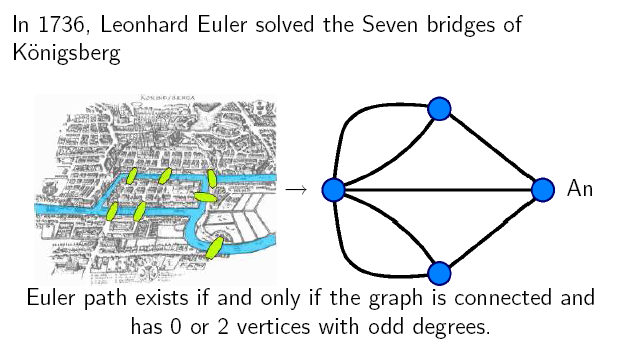 In 1736, Leonhard Euler solved the Seven bridges of
Königsberg
KONINGSBERGA
→
An
Euler path exists if and only if the graph is connected and
has 0 or 2 vertices with odd degrees.